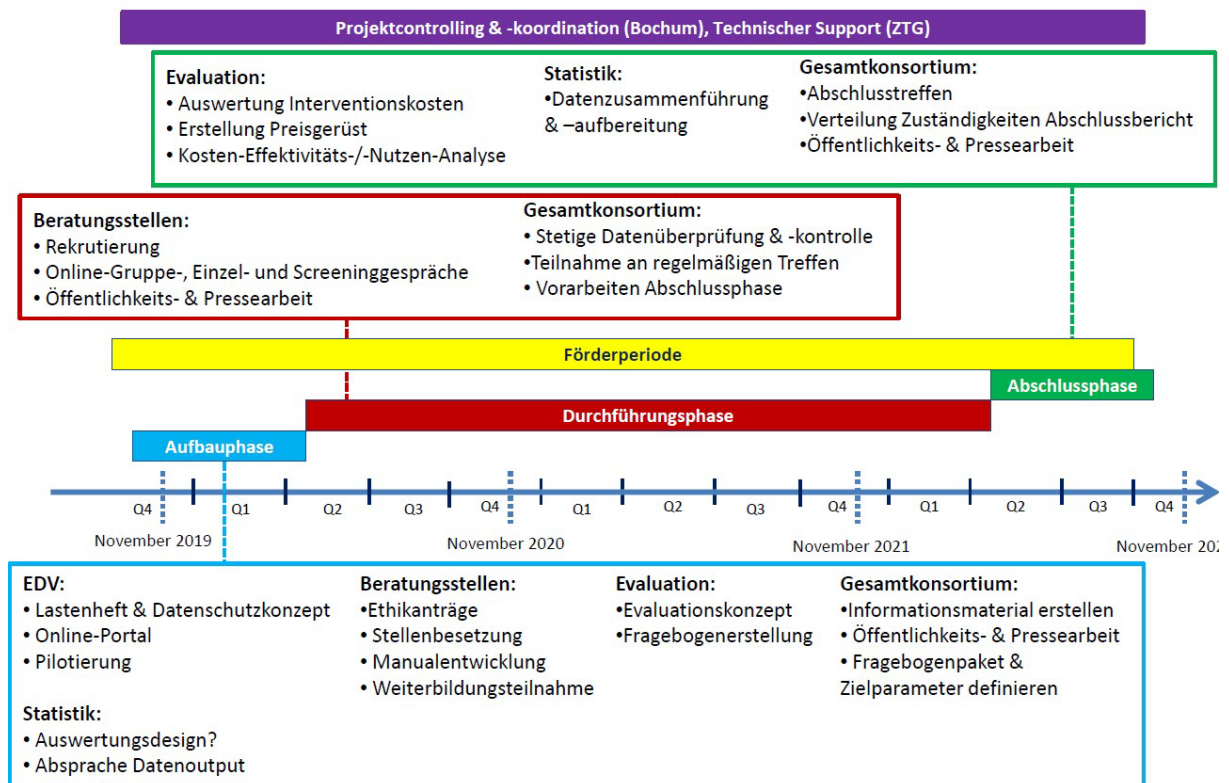 Projektcontrolling & -koordination (Bochum), Technischer Support (ZTG)
Evaluation:
• Auswertung Interventionskosten
• Erstellung Preisgerüst
• Kosten-Effektivitäts-/-Nutzen-Analyse
Statistik:
•Datenzusammenführung
& –aufbereitung
Gesamtkonsortium:
•Abschlusstreffen
•Verteilung Zuständigkeiten Abschlussbericht
•Öffentlichkeits- & Pressearbeit
Beratungsstellen:
• Rekrutierung
• Online-Gruppe-, Einzel- und Screeninggespräche
• Öffentlichkeits- & Pressearbeit
Gesamtkonsortium:
• Stetige Datenüberprüfung & -kontrolle
•Teilnahme an regelmäßigen Treffen
• Vorarbeiten Abschlussphase
Förderperiode
Abschlussphase
Durchführungsphase
Aufbauphase
Q4 Q1 Q2 Q3 Q4 Q1 Q2 Q3 Q4 Q1 Q2 Q3 Q4
November 2019 November 2020 November 2021 November 202
EDV:
• Lastenheft & Datenschutzkonzept
• Online-Portal
• Pilotierung
Statistik:
• Auswertungsdesign?
• Absprache Datenoutput
Beratungsstellen:
•Ethikanträge
• Stellenbesetzung
• Manualentwicklung
• Weiterbildungsteilnahme
Evaluation:
•Evaluationskonzept
•Fragebogenerstellung
Gesamtkonsortium:
•Informationsmaterial erstellen
• Öffentlichkeits- & Pressearbeit
• Fragebogenpaket &
Zielparameter definieren